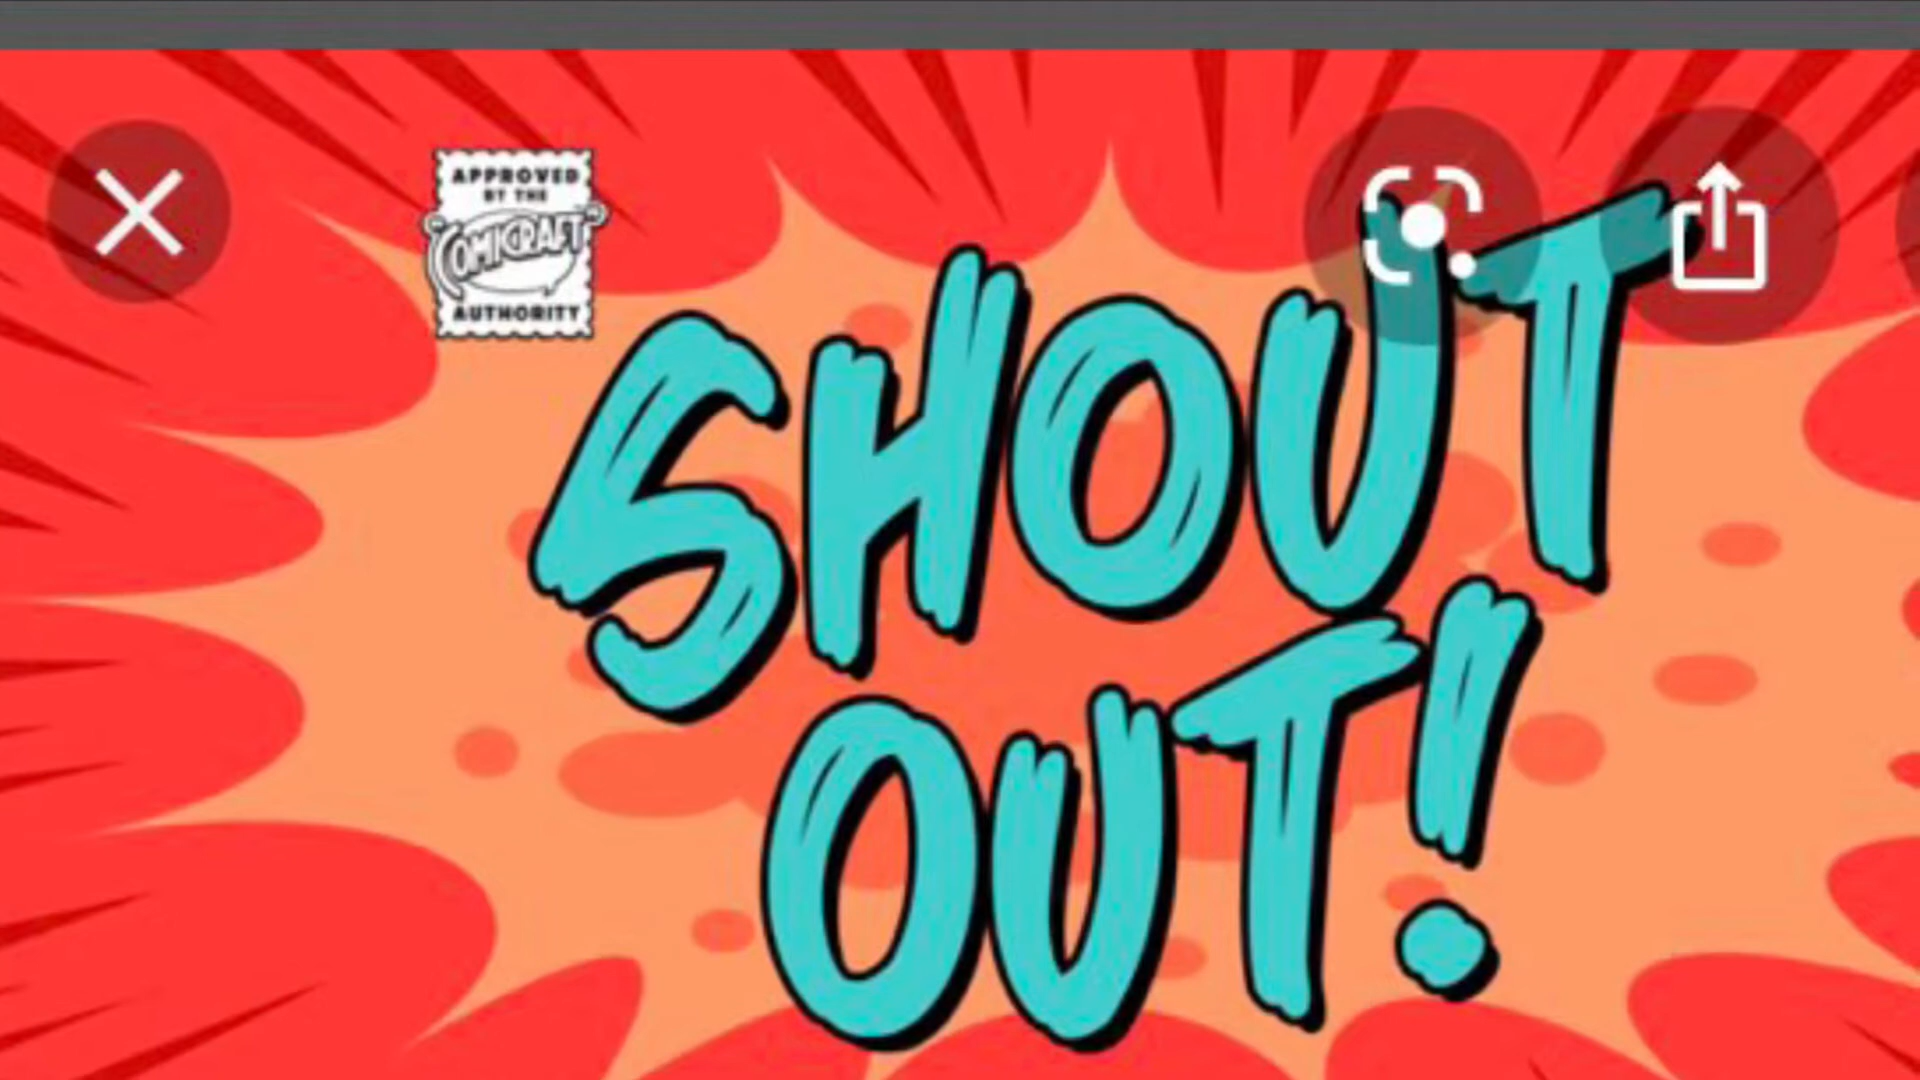 APPROVED
BY THE
"COMICRAFT"
AUTHORITY
SHOUT
OUT!